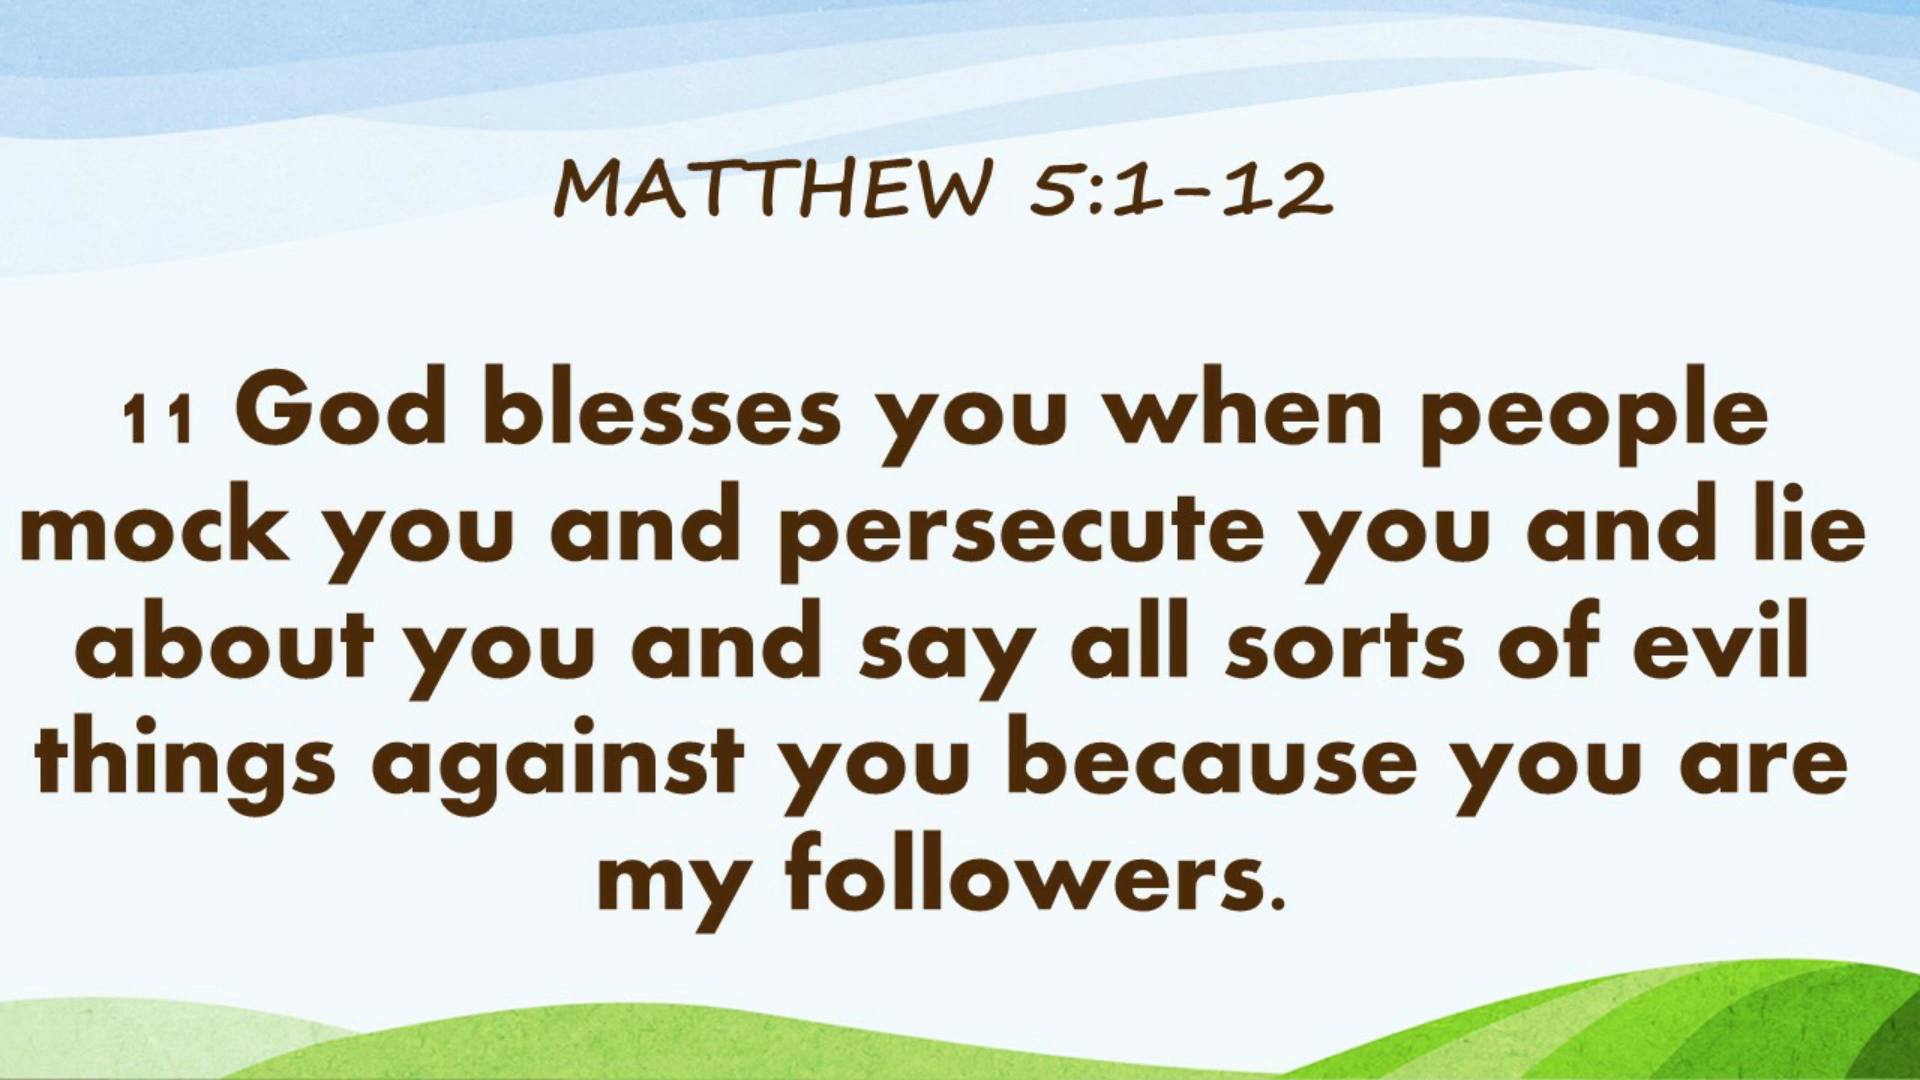 MATTHEW 5:1-12
11 God blesses you when people
mock you and persecute you and lie
about you and say all sorts of evil
things against you because you are
my followers.